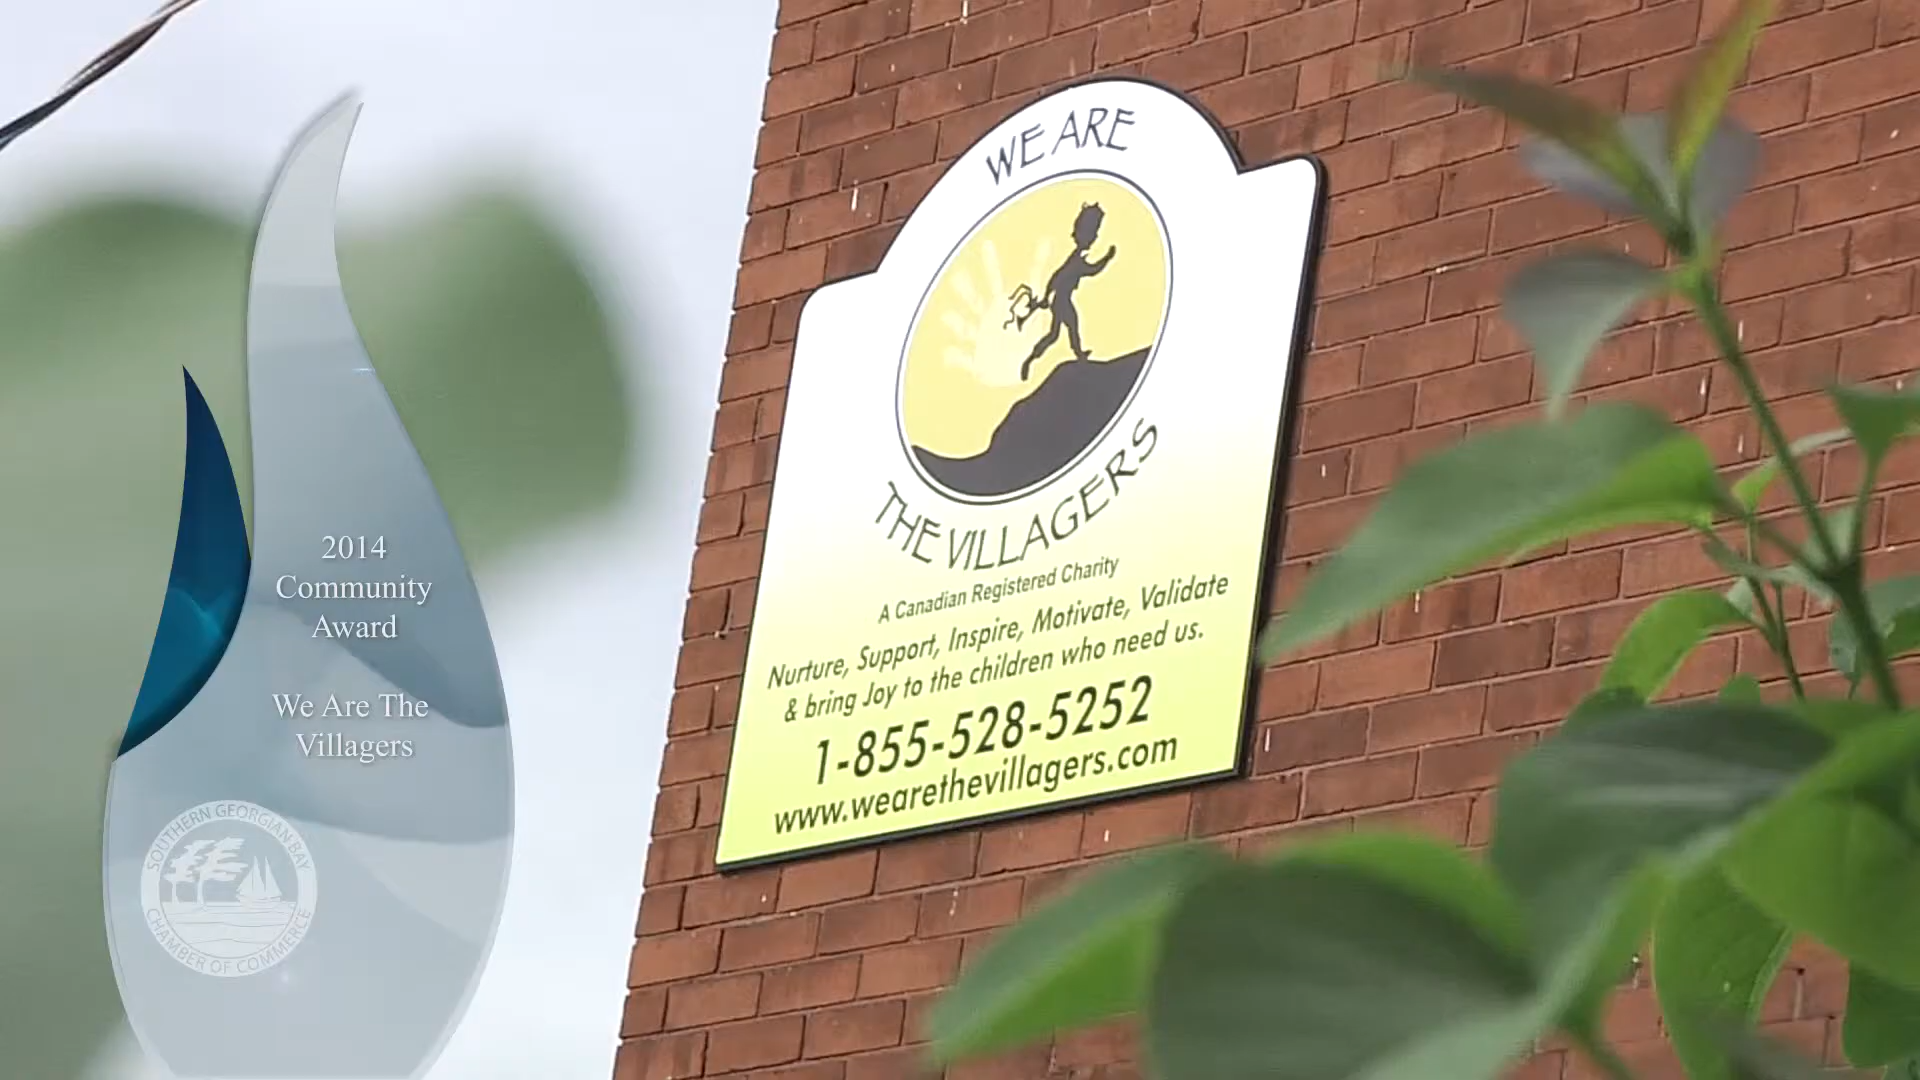 2014
Community
Award
We Are The
Villagers
SOUTHERN GEORGIAN BAY
CHAMBER OF COMMERCE
WE ARE
THE VILLAGERS
A Canadian Registered Charity
Nurture, Support, Inspire, Motivate, Validate
& bring Joy to the children who need us.
1-855-528-5252
www.wearethevillagers.com